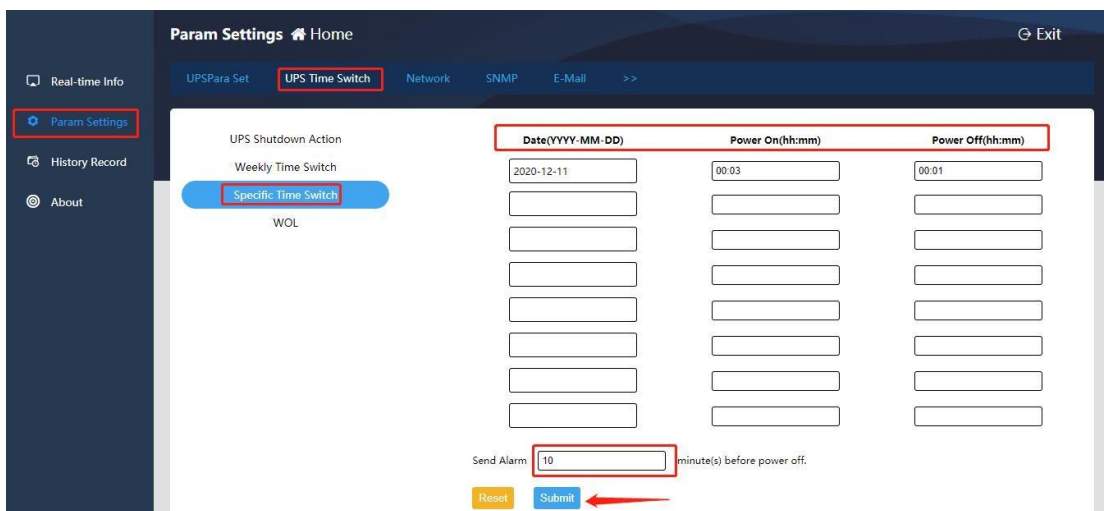 Param Settings Home
Exit
Real-time Info
Param Settings
History Record
About
UPSPara Set UPS Time Switch Network SNMP E-Mail >>
UPS Shutdown Action
Weekly Time Switch
Specific Time Switch
WOL
Date(YYYY-MM-DD) Power On(hh:mm) Power Off(hh:mm)
2020-12-11 00:03 00:01
Send Alarm 10 minute(s) before power off.
Reset Submit